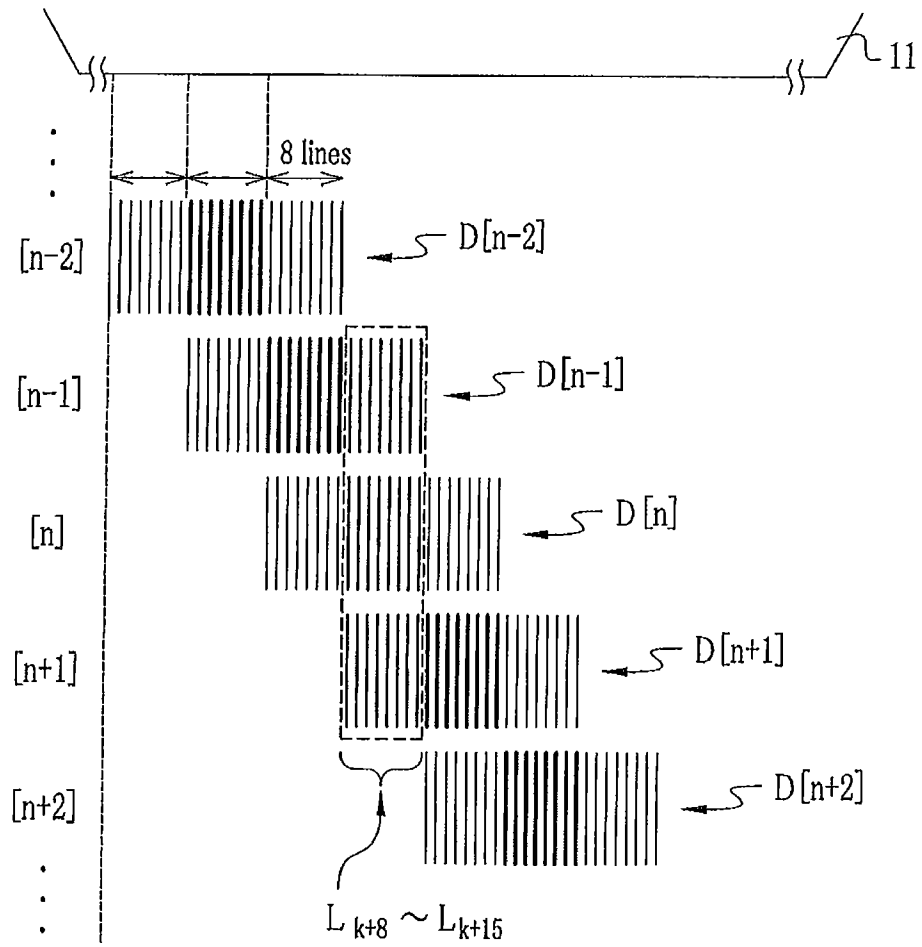 11
8 lines
[n-2]
D[n-2]
[n-1]
D[n-1]
[n]
D[n]
[n+1]
D[n+1]
[n+2]
D[n+2]
L k+8 ~ L k+15